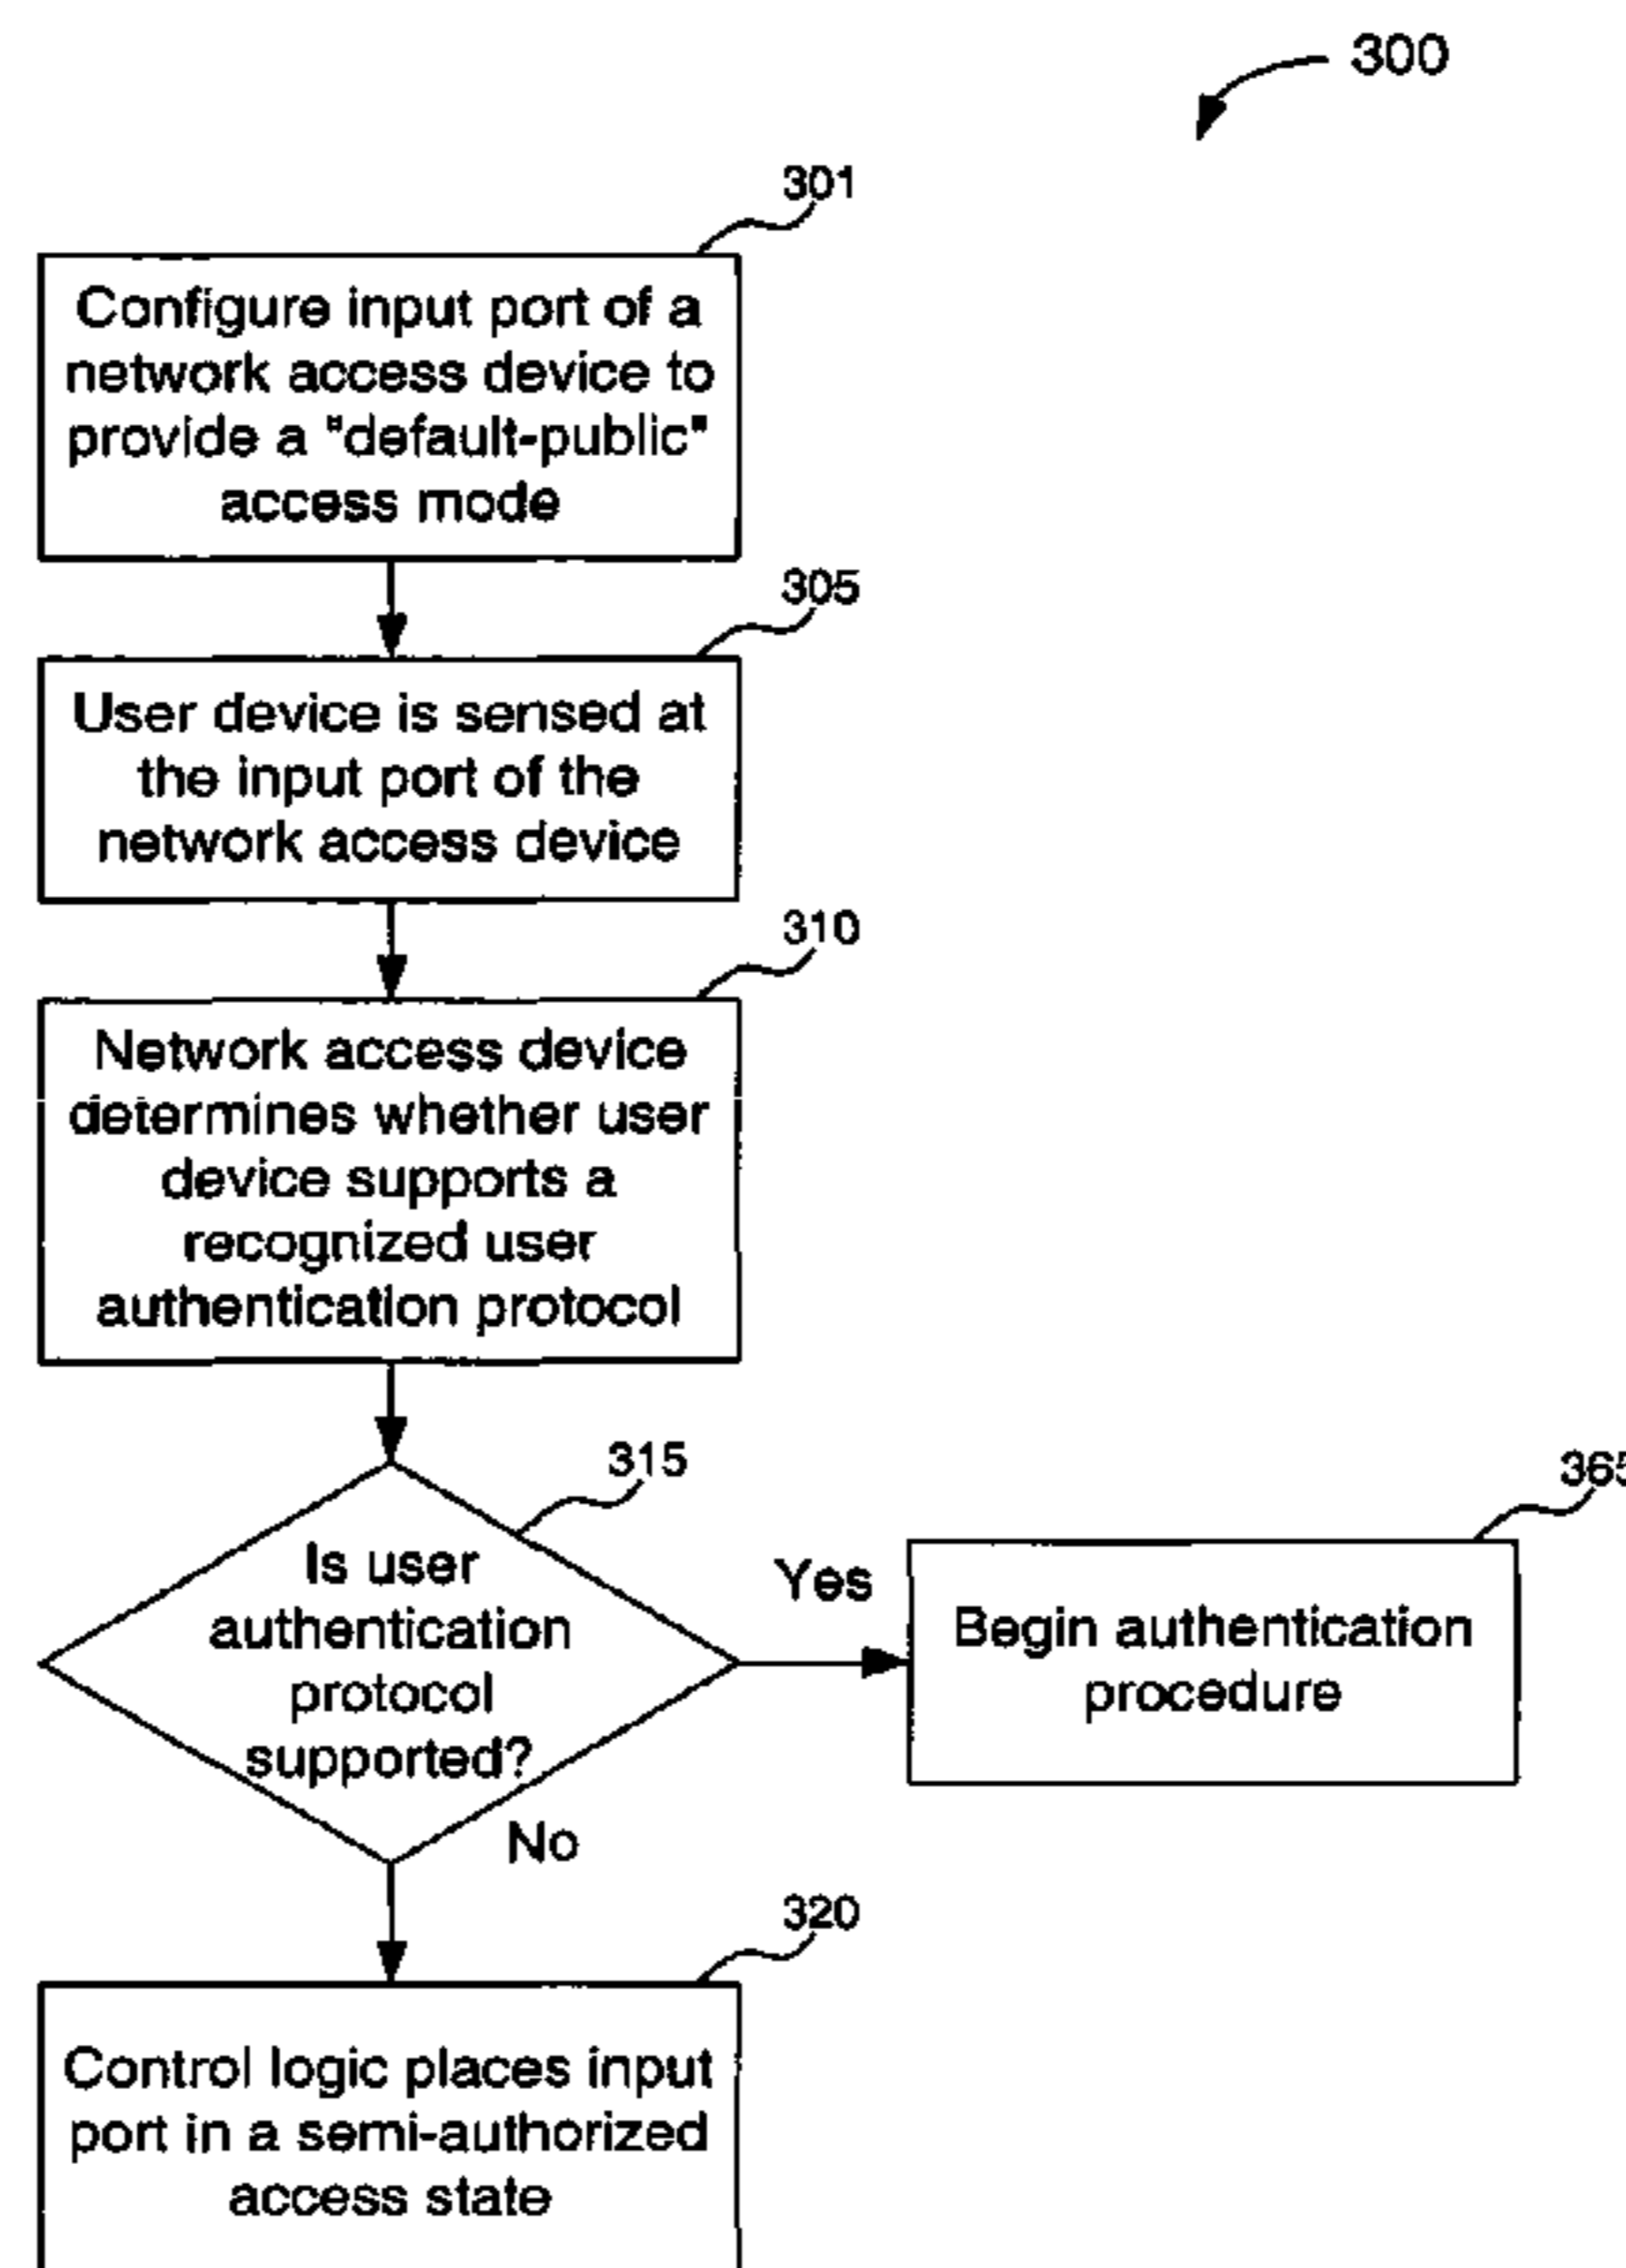 300
301
Configure input port of a
network access device to
provide a "default-public"
access mode
305
User device is sensed at
the input port of the
network access device
310
Network access device
determines whether user
device supports a
recognized user
authentication protocol
315
Is user
authentication
protocol
supported?
Yes
365
Begin authentication
procedure
No
320
Control logic places input
port in a semi-authorized
access state